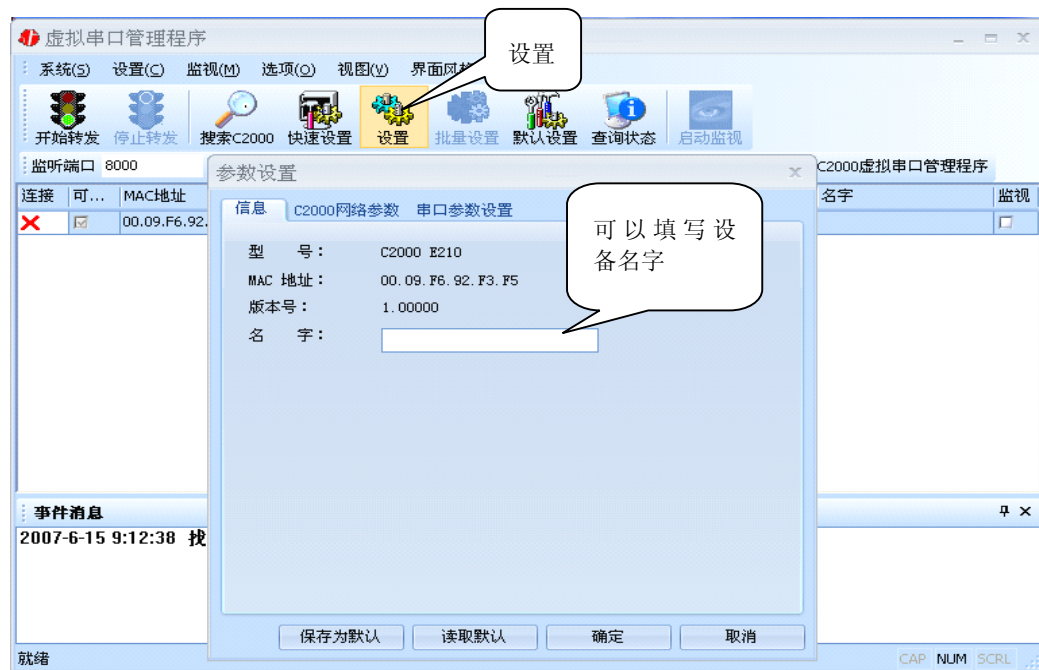 虚拟串口管理程序
设置
系统(S) 设置(C) 监视(M) 选项(O) 视图(V) 界面风
开始转发 停止转发 搜索C2000 快速设置 设置 批量设置 默认设置 查询状态 启动监视
监听端口 8000
C2000虚拟串口管理程序
连接 可... MAC地址
名字 监视
00.09.F6.92.
参数设置
信息 C2000网络参数 串口参数设置
可以填写设
备名字
型 号: C2000 E210
MAC 地址: 00.09.F6.92.F3.F5
版本号: 1.00000
名 字:
事件消息
2007-6-15 9:12:38 找
保存为默认 读取默认 确定 取消
就绪
CAP NUM SCRL